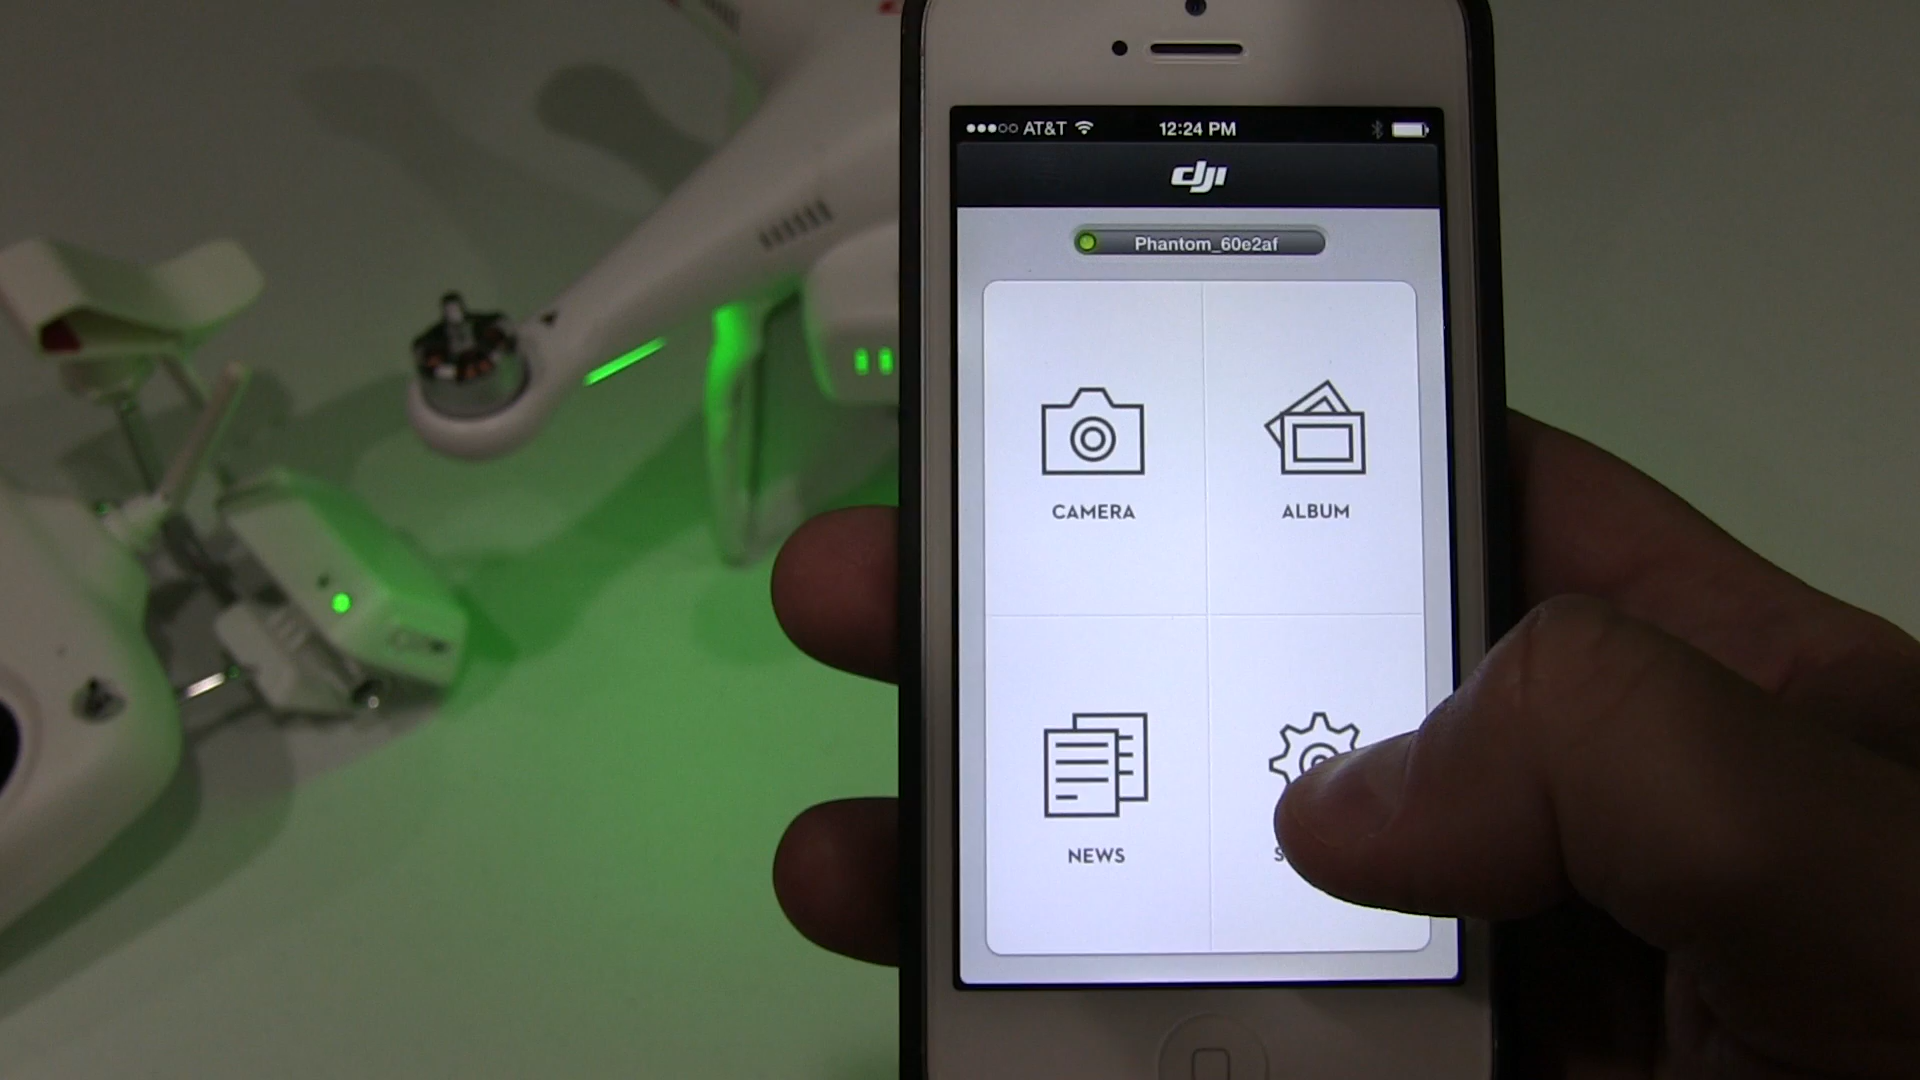 AT&T 12:24 PM
dji
Phantom_60e2af
CAMERA ALBUM
NEWS